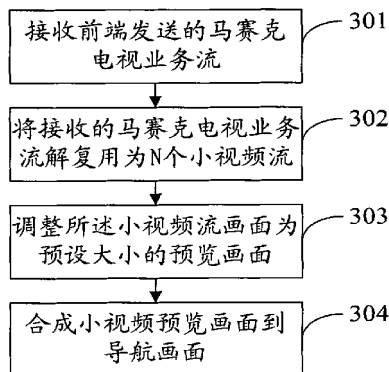 接收前端发送的马赛克
电视业务流
301
将接收的马赛克电视业务
流解复用为N个小视频流
302
调整所述小视频流画面为
预设大小的预览画面
303
合成小视频预览画面到
导航画面
304